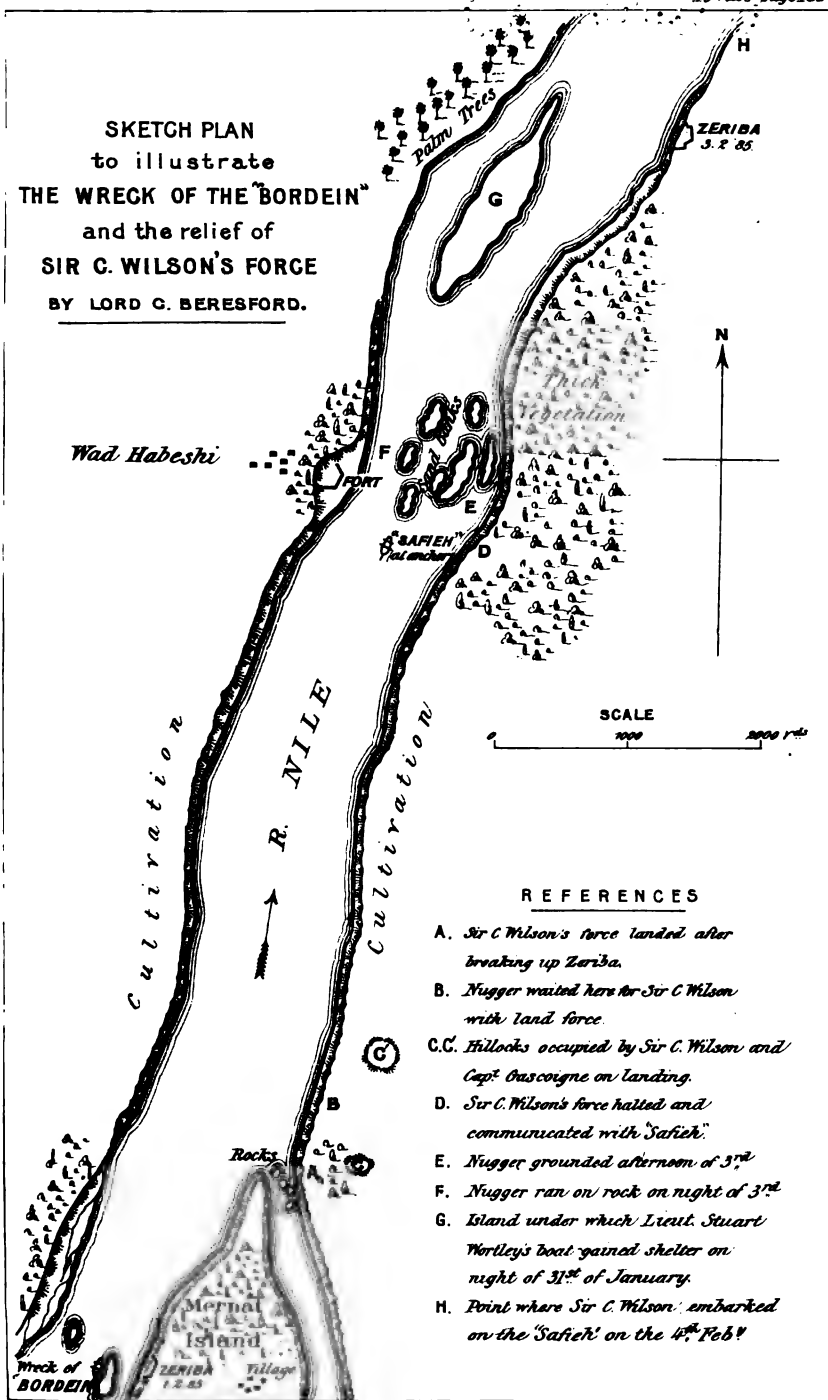 SKETCH PLAN
to illustrate
THE WRECK OF THE "BORDEIN"
and the relief of
SIR C. WILSON'S FORCE
BY LORD C. BERESFORD.
H
Palm Trees
ZERIBA
3.2.85
G
N
Thick
Vegetation
Wad Habeshi
F
FORT
Sand banks
E
"SAFIEH"
at anchor
D
SCALE
0 1000 2000 Yds
R. NILE
Cultivation
Cultivation
C'
B
Rocks
A
C
Mernat
Island
ZERIBA
1.2.85
Village
Wreck of
BORDEIN
REFERENCES
A. Sir C Wilson's force landed after
breaking up Zeriba.
B. Nugger waited here for Sir C Wilson
with land force
C.C'. Hillocks occupied by Sir C. Wilson and
Capt. Gascoigne on landing.
D. Sir C. Wilson's force halted and
communicated with "Safieh".
E. Nugger grounded afternoon of 3rd
F. Nugger ran on rock on night of 3rd
G. Island under which Lieut. Stuart
Wortley's boat gained shelter on
night of 31st of January.
H. Point where Sir C. Wilson embarked
on the 'Safieh' on the 4th Feby